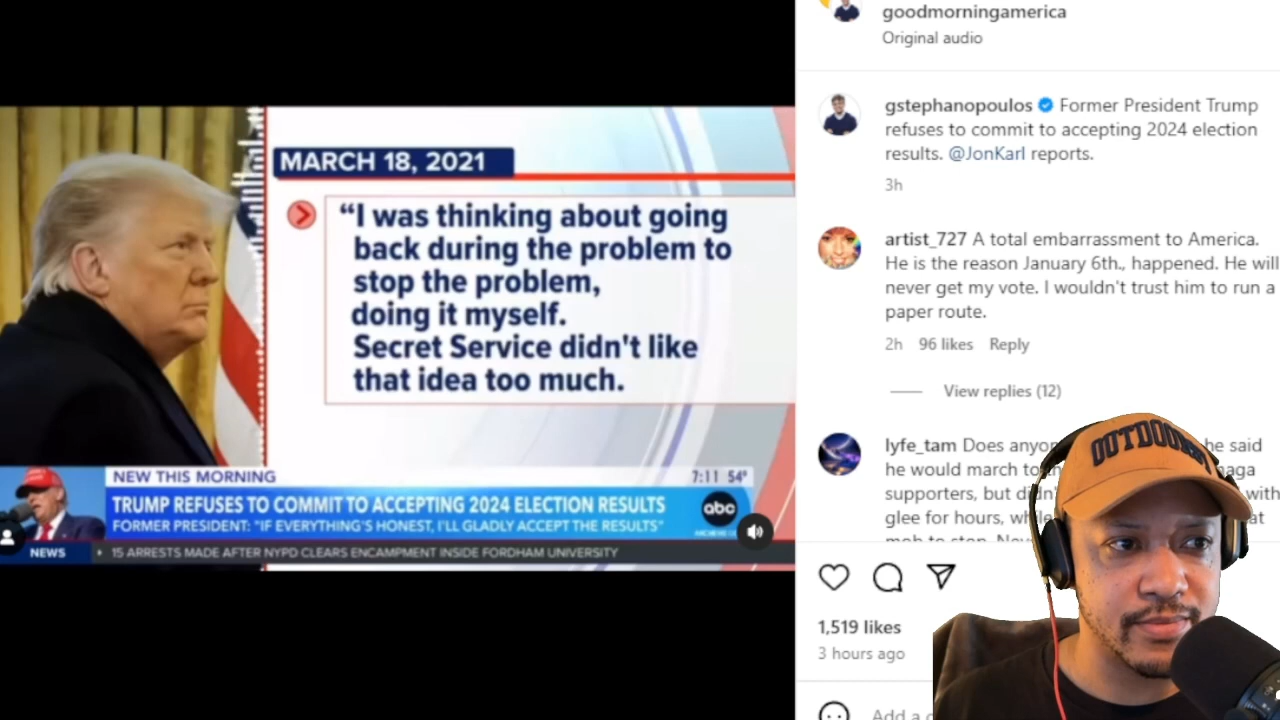 MARCH 18, 2021
“I was thinking about going
back during the problem to
stop the problem,
doing it myself.
Secret Service didn't like
that idea too much.
NEW THIS MORNING
7:11 54°
TRUMP REFUSES TO COMMIT TO ACCEPTING 2024 ELECTION RESULTS
FORMER PRESIDENT: "IF EVERYTHING'S HONEST, I'LL GLADLY ACCEPT THE RESULTS"
abc
NEWS
15 ARRESTS MADE AFTER NYPD CLEARS ENCAMPMENT INSIDE FORDHAM UNIVERSITY
goodmorningamerica
Original audio
gstephanopoulos Former President Trump
refuses to commit to accepting 2024 election
results. @JonKarl reports.
3h
artist_727 A total embarrassment to America.
He is the reason January 6th., happened. He will
never get my vote. I wouldn't trust him to run a
paper route.
2h 96 likes Reply
View replies (12)
lyfe_tam Does he said
he would march to maga
supporters, but with
glee for hours,
mob to stop.
1,519 likes
3 hours ago
Add a
OUTDOORS